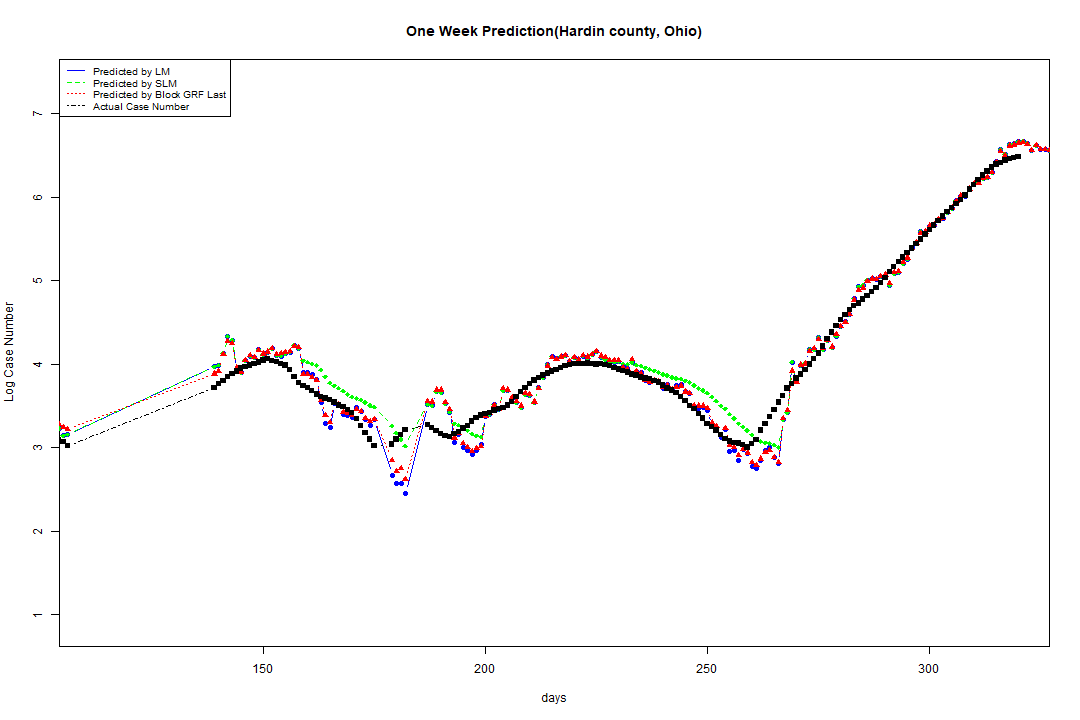 One Week Prediction(Hardin county, Ohio)
Predicted by LM
Predicted by SLM
Predicted by Block GRF Last
Actual Case Number
Log Case Number
7
6
5
4
3
2
1
150 200 250 300
days